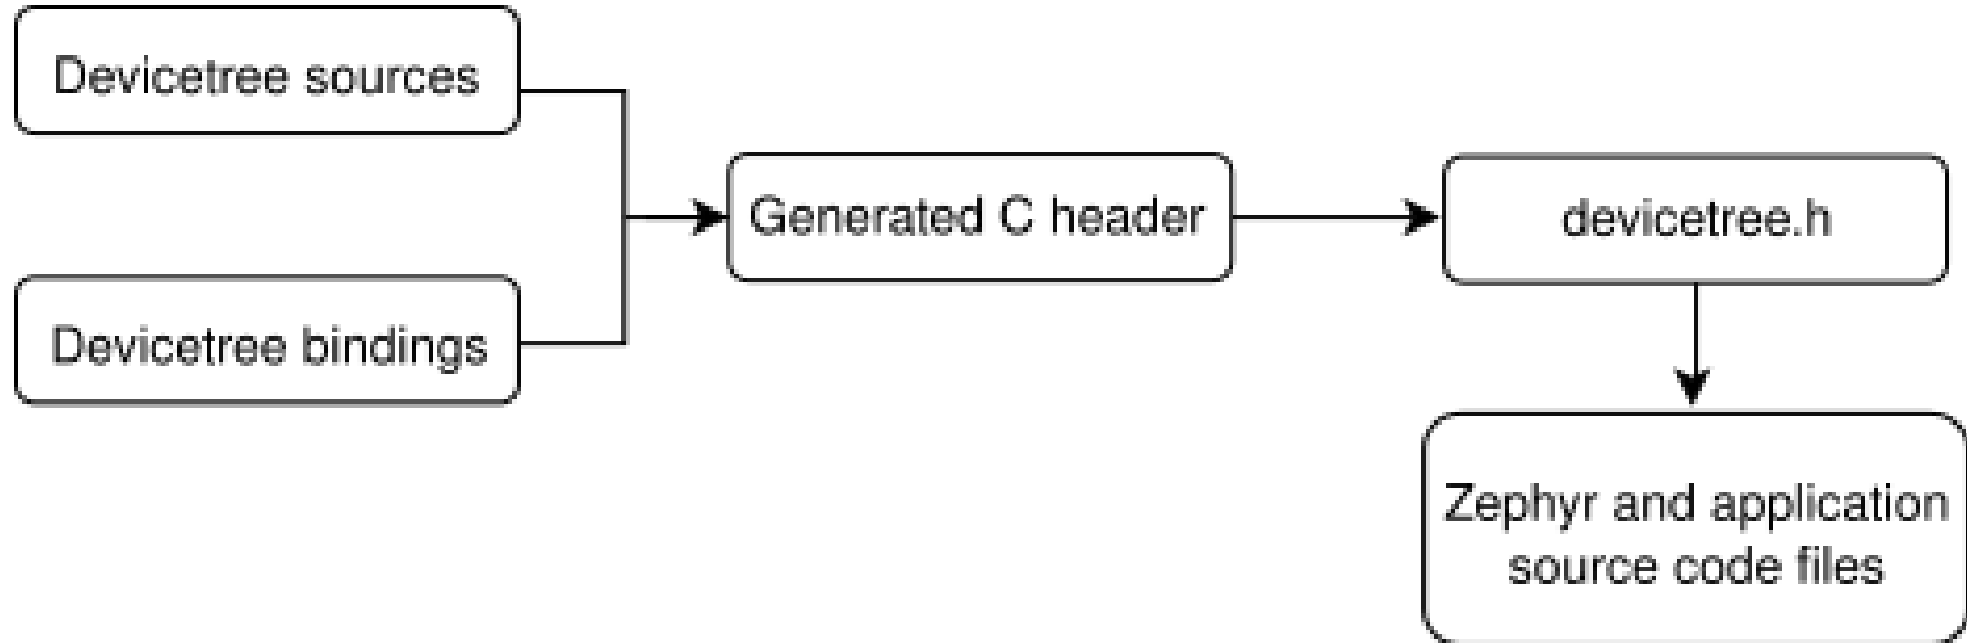 Devicetree sources
Devicetree bindings
Generated C header
devicetree.h
Zephyr and application
source code files